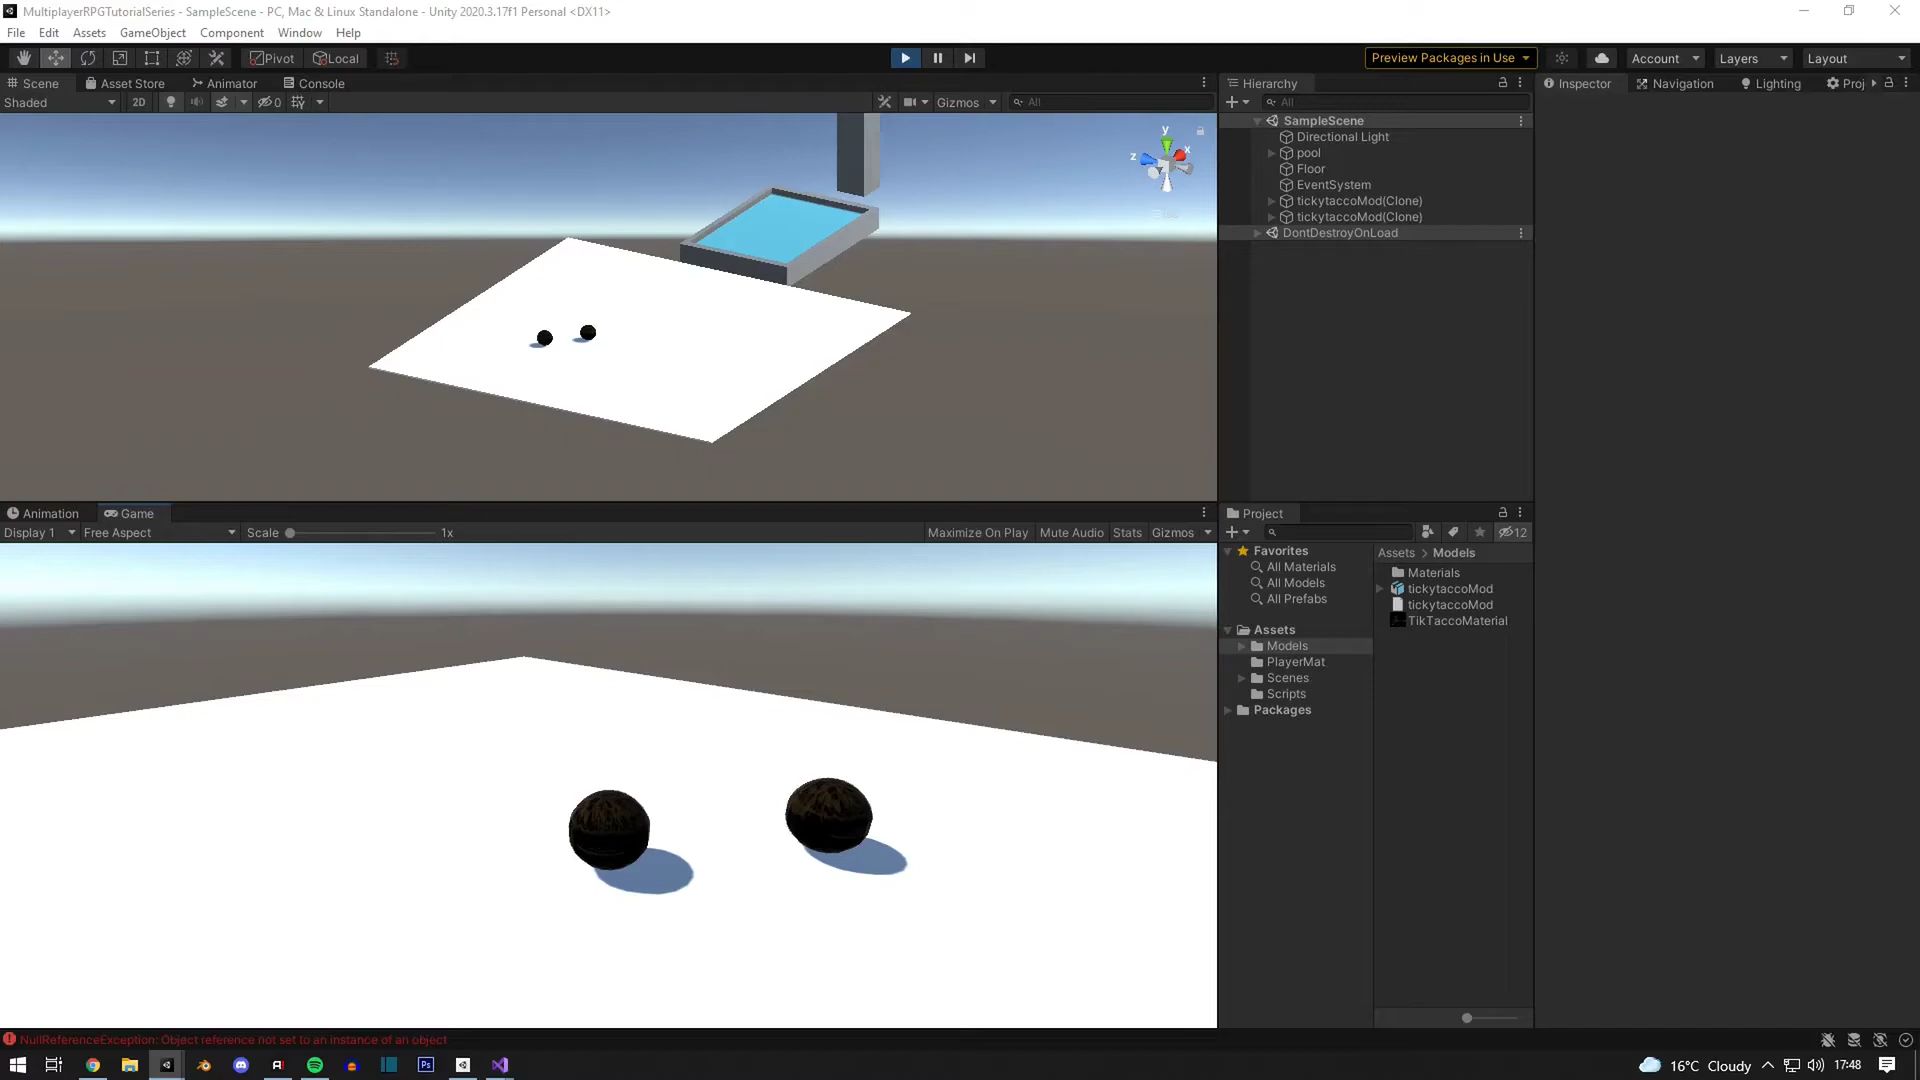 MultiplayerRPGTutorialSeries - SampleScene - PC, Mac & Linux Standalone - Unity 2020.3.17f1 Personal <DX11>
File Edit Assets GameObject Component Window Help
Pivot Local Preview Packages in Use Account Layers Layout
Scene Asset Store Animator Console
Hierarchy
Inspector Navigation Lighting Proj
Shaded 2D 0 Gizmos All
All
SampleScene
Directional Light
pool
Floor
EventSystem
tickytaccoMod(Clone)
tickytaccoMod(Clone)
DontDestroyOnLoad
y
x
z
Animation Game
Display 1 Free Aspect Scale 1x Maximize On Play Mute Audio Stats Gizmos
Project
12
Favorites
All Materials
All Models
All Prefabs
Assets
Models
PlayerMat
Scenes
Scripts
Packages
Assets > Models
Materials
tickytaccoMod
tickytaccoMod
TikTaccoMaterial
NullReferenceException: Object reference not set to an instance of an object
Ps
16°C Cloudy 17:48